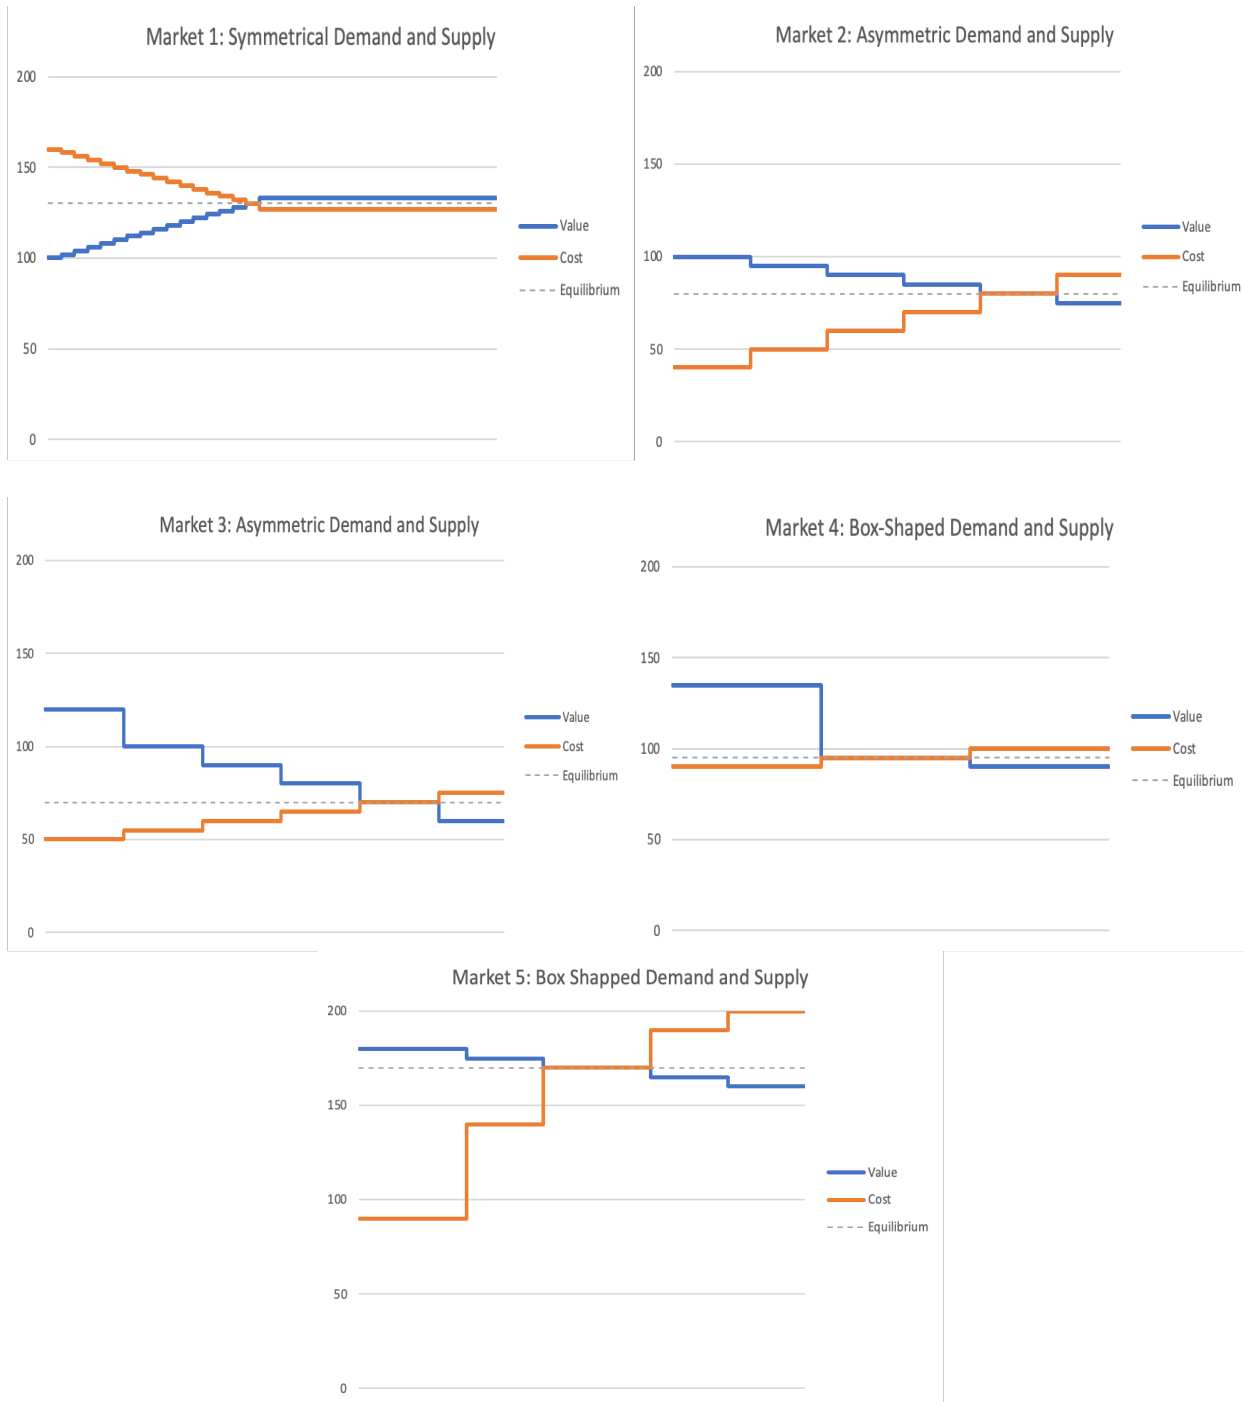 Market 1: Symmetrical Demand and Supply
200
150
100
50
0
Value
Cost
Equilibrium
Market 2: Asymmetric Demand and Supply
200
150
100
50
0
Value
Cost
Equilibrium
Market 3: Asymmetric Demand and Supply
200
150
100
50
0
Value
Cost
Equilibrium
Market 4: Box-Shaped Demand and Supply
200
150
100
50
0
Value
Cost
Equilibrium
Market 5: Box Shapped Demand and Supply
200
150
100
50
0
Value
Cost
Equilibrium